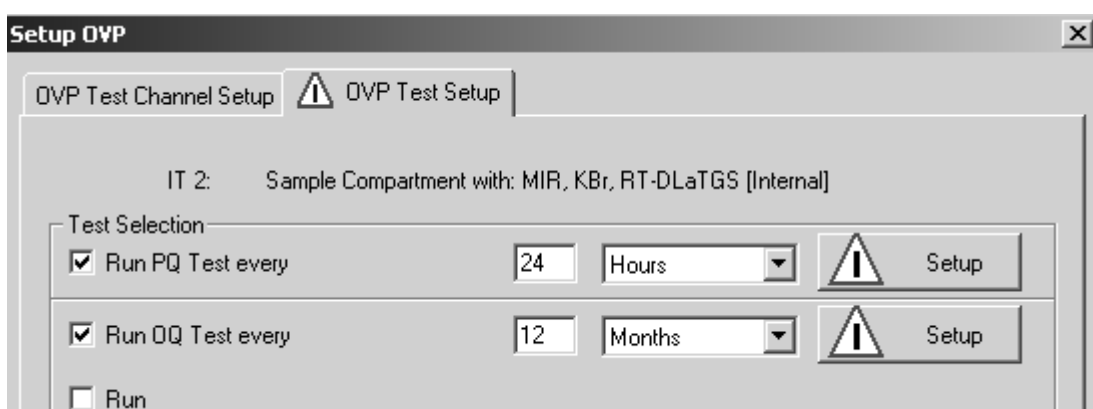 Setup OVP
OVP Test Channel Setup OVP Test Setup
IT 2: Sample Compartment with: MIR, KBr, RT-DLaTGS [Internal]
Test Selection
Run PQ Test every 24 Hours Setup
Run OQ Test every 12 Months Setup
Run